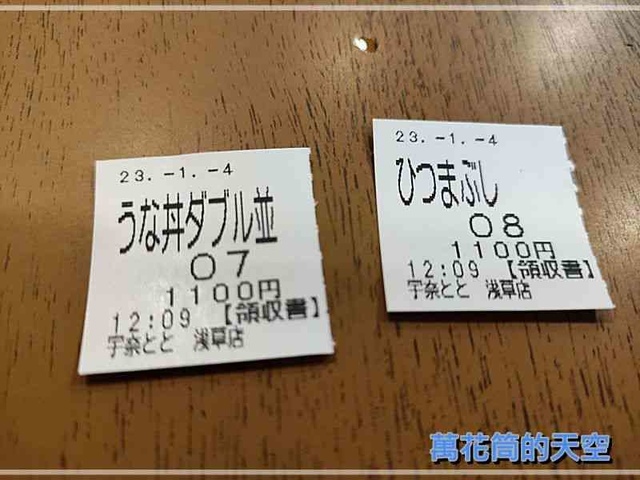 23.-1.-4
うな丼ダブル並
07
1100円
12:09 【領収書】
宇奈とと 浅草店
23.-1.-4
ひつまぶし
08
1100円
12:09 【領収書】
宇奈とと 浅草店
萬花筒的天空